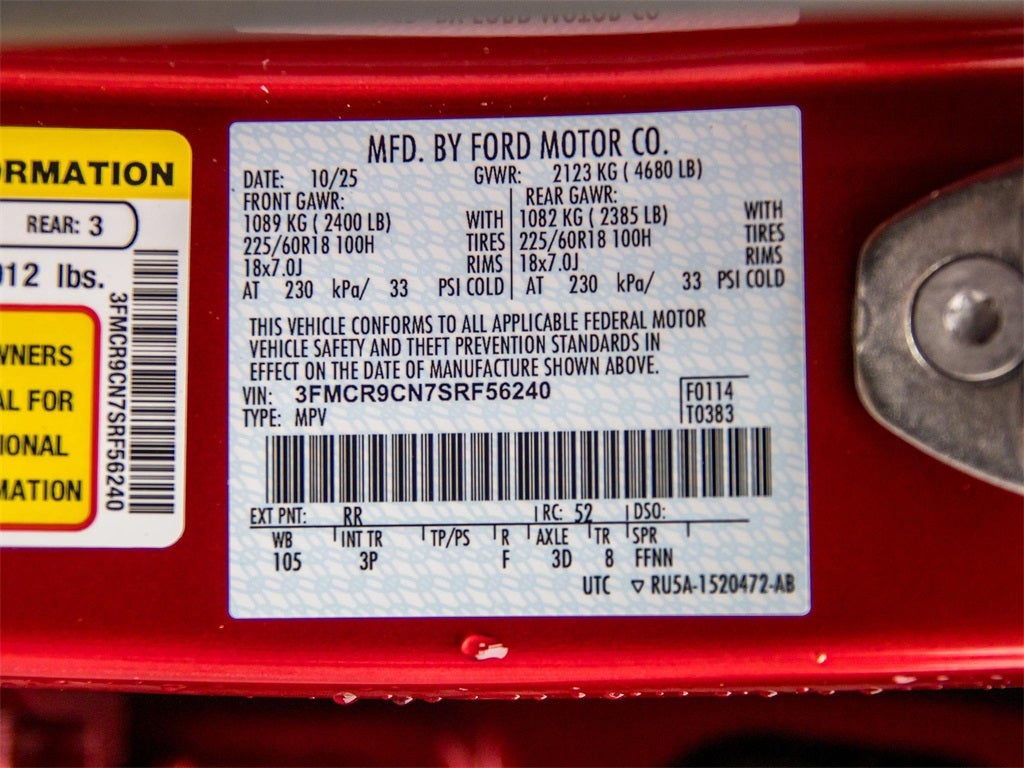 MFD. BY FORD MOTOR CO.
DATE: 10/25 GVWR: 2123 KG ( 4680 LB)
FRONT GAWR: REAR GAWR:
1089 KG ( 2400 LB) WITH 1082 KG ( 2385 LB) WITH
225/60R18 100H TIRES 225/60R18 100H TIRES
18x7.0J RIMS 18x7.0J RIMS
AT 230 kPa/ 33 PSI COLD AT 230 kPa/ 33 PSI COLD
THIS VEHICLE CONFORMS TO ALL APPLICABLE FEDERAL MOTOR
VEHICLE SAFETY AND THEFT PREVENTION STANDARDS IN
EFFECT ON THE DATE OF MANUFACTURE SHOWN ABOVE.
VIN: 3FMCR9CN7SRF56240 F0114
TYPE: MPV T0383
EXT PNT: RR RC: 52 DSO:
WB INT TR TP/PS R AXLE TR SPR
105 3P F 3D 8 FFNN
UTC ▽ RU5A-1520472-AB
RMATION
REAR: 3
912 lbs.
WNERS
AL FOR
IONAL
MATION
3FMCR9CN7SRF56240